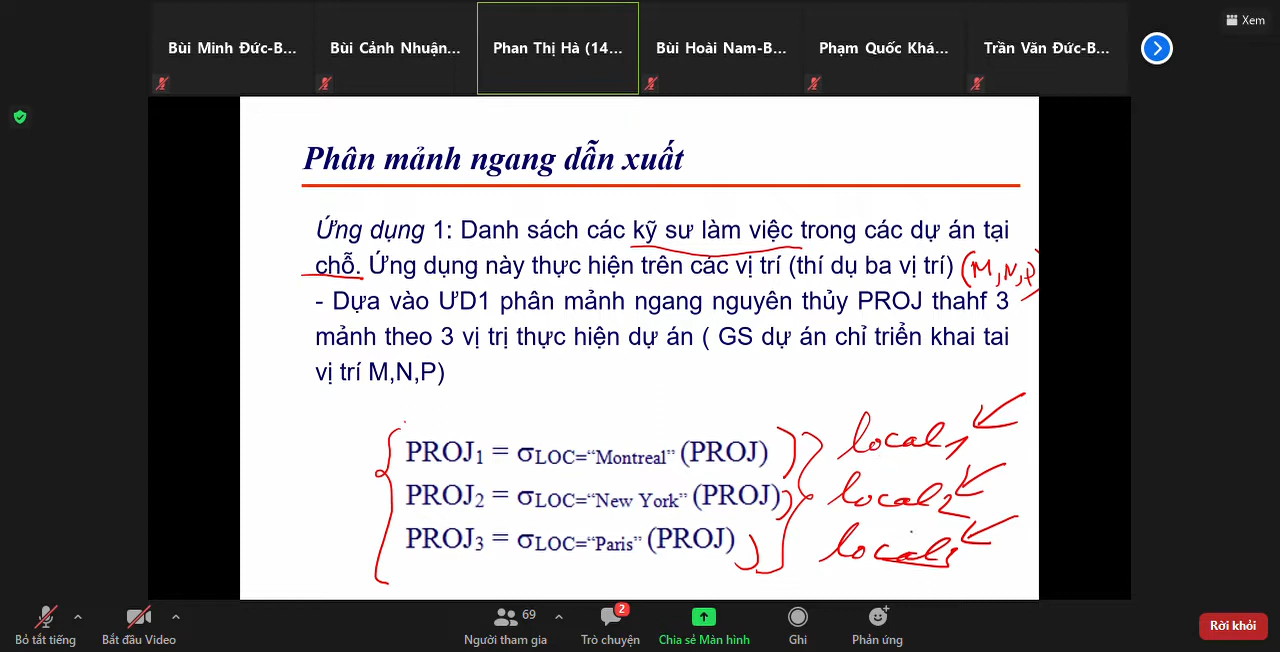 Xem
Bùi Minh Đức-B...
Bùi Cảnh Nhuận...
Phan Thị Hà (14...
Bùi Hoài Nam-B...
Phạm Quốc Khá...
Trần Văn Đức-B...
Phân mảnh ngang dẫn xuất
Ứng dụng 1: Danh sách các kỹ sư làm việc trong các dự án tại
chỗ. Ứng dụng này thực hiện trên các vị trí (thí dụ ba vị trí) (M,N,P)
- Dựa vào ƯD1 phân mảnh ngang nguyên thủy PROJ thahf 3
mảnh theo 3 vị trị thực hiện dự án ( GS dự án chỉ triển khai tai
vị trí M,N,P)
PROJ₁ = σLOC=“Montreal” (PROJ) local1
PROJ₂ = σLOC=“New York” (PROJ) local2
PROJ₃ = σLOC=“Paris” (PROJ) local3
Bỏ tắt tiếng
Bắt đầu Video
69
Người tham gia
2
Trò chuyện
Chia sẻ Màn hình
Ghi
Phản ứng
Rời khỏi